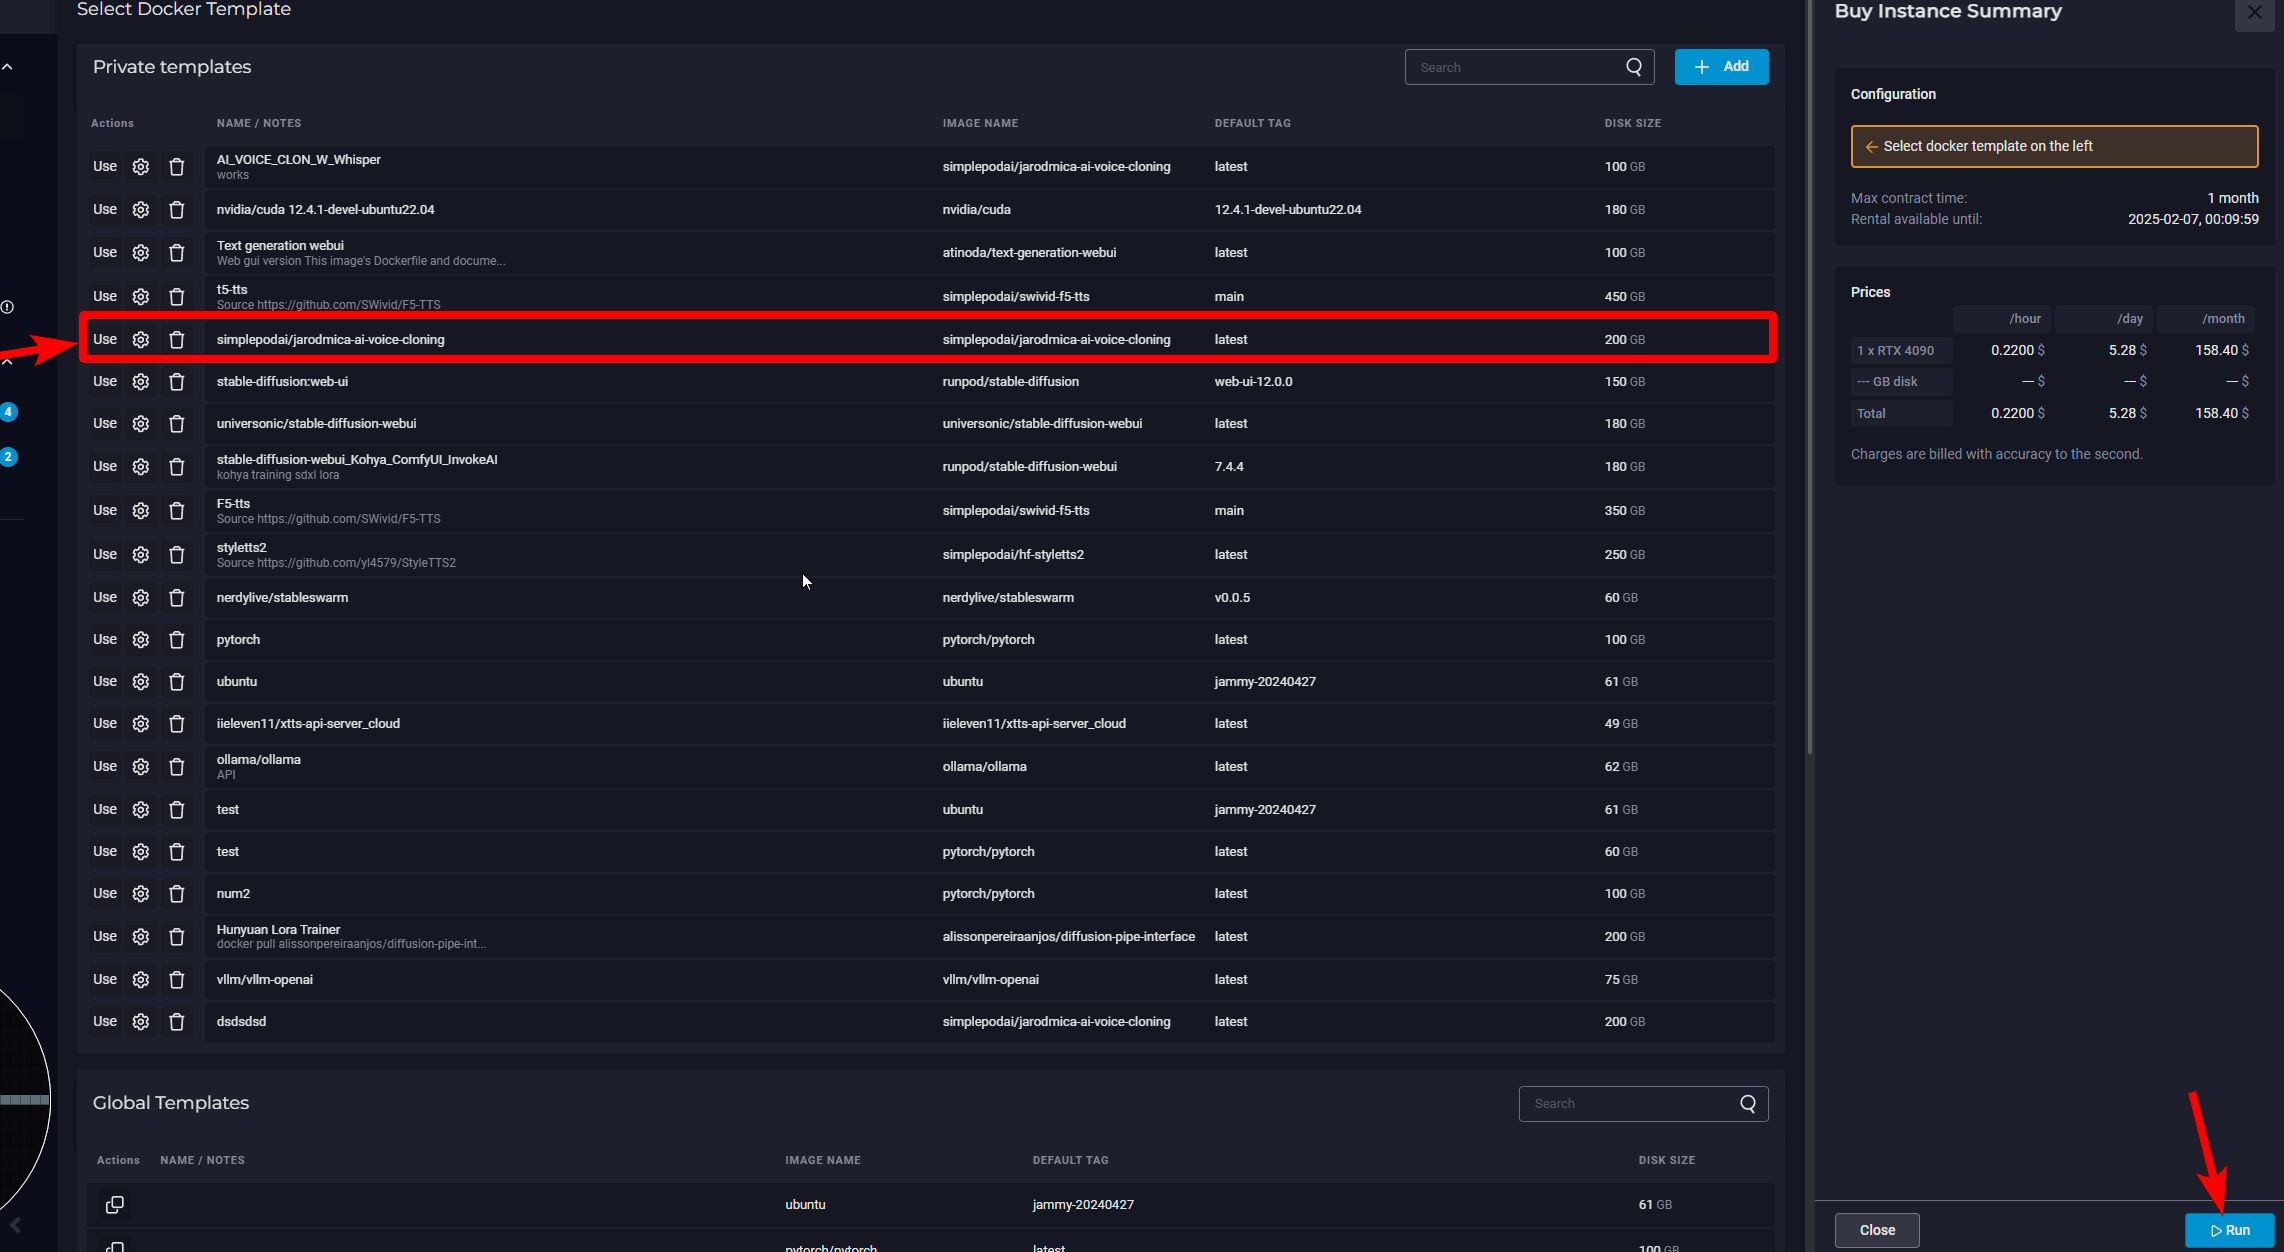 Select Docker Template
Private templates
Search
+ Add
Actions NAME / NOTES IMAGE NAME DEFAULT TAG DISK SIZE
Use AI_VOICE_CLON_W_Whisper simplepodai/jarodmica-ai-voice-cloning latest 100 GB
works
Use nvidia/cuda 12.4.1-devel-ubuntu22.04 nvidia/cuda 12.4.1-devel-ubuntu22.04 180 GB
Use Text generation webui atinoda/text-generation-webui latest 100 GB
Web gui version This image's Dockerfile and docume...
Use t5-tts simplepodai/swivid-f5-tts main 450 GB
Source https://github.com/SWivid/F5-TTS
Use simplepodai/jarodmica-ai-voice-cloning simplepodai/jarodmica-ai-voice-cloning latest 200 GB
Use stable-diffusion:web-ui runpod/stable-diffusion web-ui-12.0.0 150 GB
Use universonic/stable-diffusion-webui universonic/stable-diffusion-webui latest 180 GB
Use stable-diffusion-webui_Kohya_ComfyUI_InvokeAI runpod/stable-diffusion-webui 7.4.4 180 GB
kohya training sdxl lora
Use F5-tts simplepodai/swivid-f5-tts main 350 GB
Source https://github.com/SWivid/F5-TTS
Use styletts2 simplepodai/hf-styletts2 latest 250 GB
Source https://github.com/yl4579/StyleTTS2
Use nerdylive/stableswarm nerdylive/stableswarm v0.0.5 60 GB
Use pytorch pytorch/pytorch latest 100 GB
Use ubuntu ubuntu jammy-20240427 61 GB
Use iieleven11/xtts-api-server_cloud iieleven11/xtts-api-server_cloud latest 49 GB
Use ollama/ollama ollama/ollama latest 62 GB
API
Use test ubuntu jammy-20240427 61 GB
Use test pytorch/pytorch latest 60 GB
Use num2 pytorch/pytorch latest 100 GB
Use Hunyuan Lora Trainer alissonpereiraanjos/diffusion-pipe-interface latest 200 GB
docker pull alissonpereiraanjos/diffusion-pipe-int...
Use vllm/vllm-openai vllm/vllm-openai latest 75 GB
Use dsdsdsd simplepodai/jarodmica-ai-voice-cloning latest 200 GB
Global Templates
Search
Actions NAME / NOTES IMAGE NAME DEFAULT TAG DISK SIZE
ubuntu jammy-20240427 61 GB
pytorch/pytorch latest 100 GB
4
2
Buy Instance Summary
Configuration
← Select docker template on the left
Max contract time: 1 month
Rental available until: 2025-02-07, 00:09:59
Prices
/hour /day /month
1 x RTX 4090 0.2200 $ 5.28 $ 158.40 $
--- GB disk — $ — $ — $
Total 0.2200 $ 5.28 $ 158.40 $
Charges are billed with accuracy to the second.
Close
Run